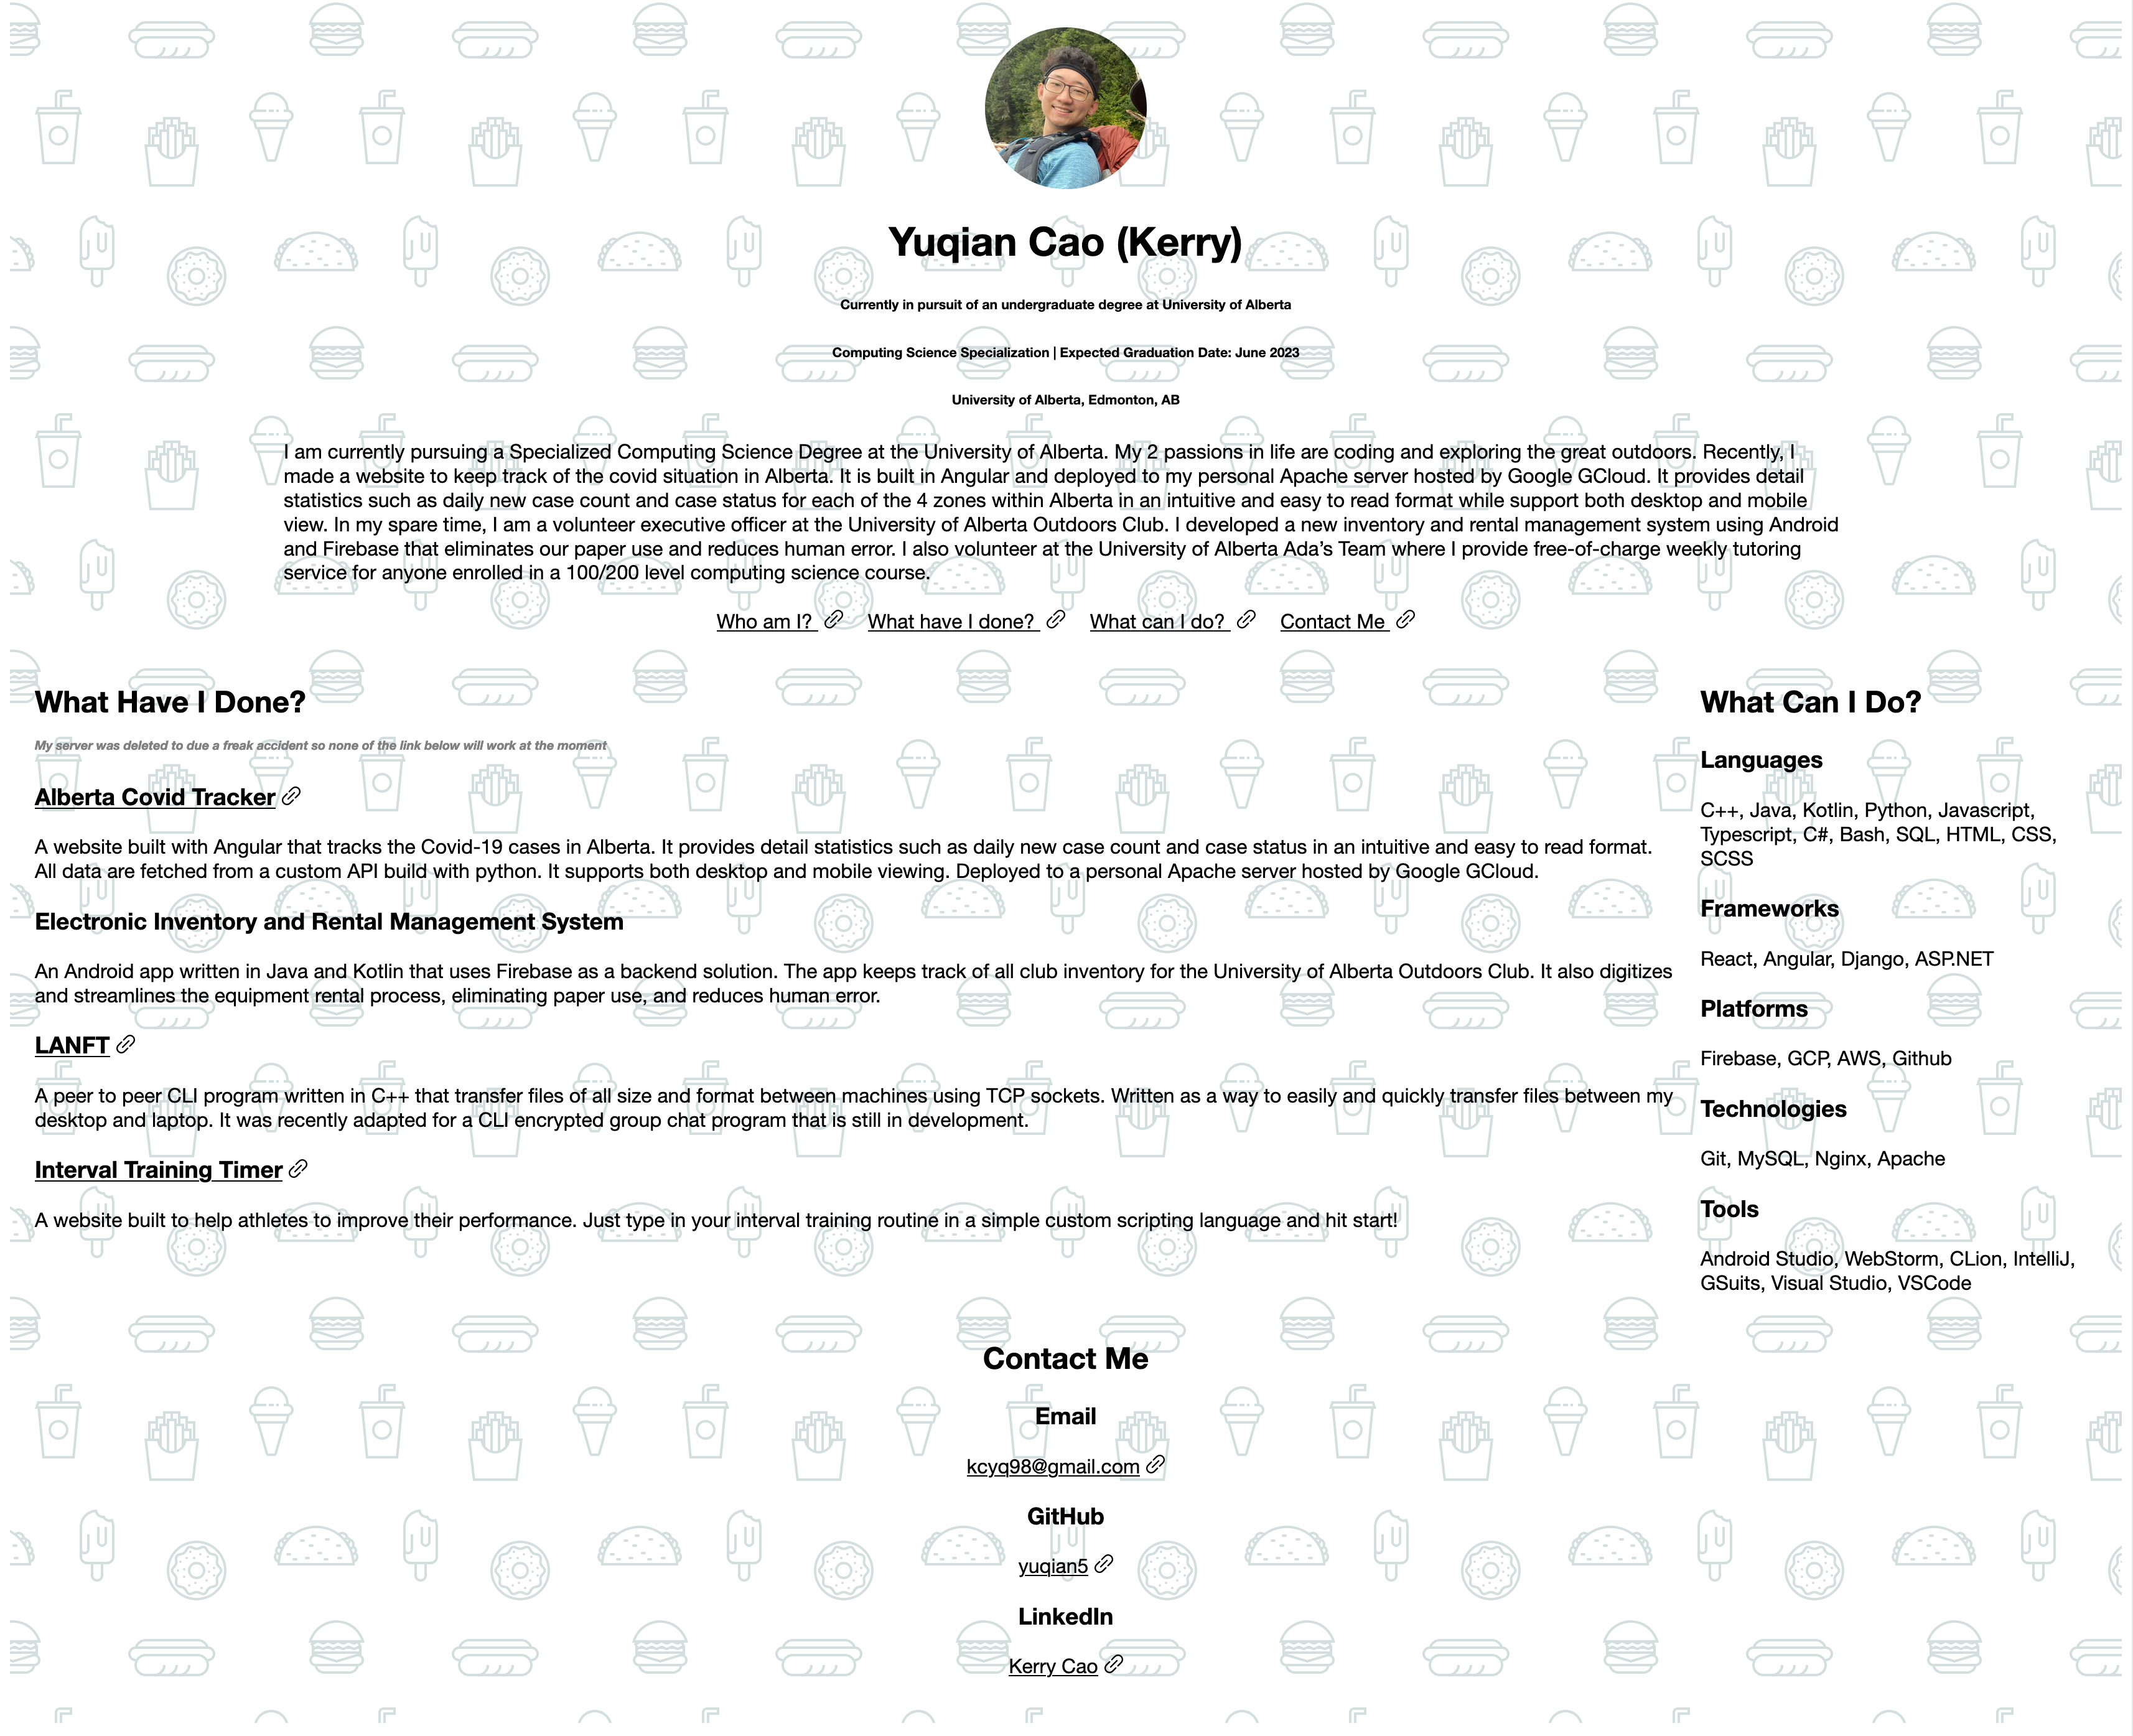 Yuqian Cao (Kerry)
Currently in pursuit of an undergraduate degree at University of Alberta
Computing Science Specialization | Expected Graduation Date: June 2023
University of Alberta, Edmonton, AB
I am currently pursuing a Specialized Computing Science Degree at the University of Alberta. My 2 passions in life are coding and exploring the great outdoors. Recently, I
made a website to keep track of the covid situation in Alberta. It is built in Angular and deployed to my personal Apache server hosted by Google GCloud. It provides detail
statistics such as daily new case count and case status for each of the 4 zones within Alberta in an intuitive and easy to read format while support both desktop and mobile
view. In my spare time, I am a volunteer executive officer at the University of Alberta Outdoors Club. I developed a new inventory and rental management system using Android
and Firebase that eliminates our paper use and reduces human error. I also volunteer at the University of Alberta Ada’s Team where I provide free-of-charge weekly tutoring
service for anyone enrolled in a 100/200 level computing science course.
Who am I? What have I done? What can I do? Contact Me
What Have I Done?
My server was deleted to due a freak accident so none of the link below will work at the moment
Alberta Covid Tracker
A website built with Angular that tracks the Covid-19 cases in Alberta. It provides detail statistics such as daily new case count and case status in an intuitive and easy to read format.
All data are fetched from a custom API build with python. It supports both desktop and mobile viewing. Deployed to a personal Apache server hosted by Google GCloud.
Electronic Inventory and Rental Management System
An Android app written in Java and Kotlin that uses Firebase as a backend solution. The app keeps track of all club inventory for the University of Alberta Outdoors Club. It also digitizes
and streamlines the equipment rental process, eliminating paper use, and reduces human error.
LANFT
A peer to peer CLI program written in C++ that transfer files of all size and format between machines using TCP sockets. Written as a way to easily and quickly transfer files between my
desktop and laptop. It was recently adapted for a CLI encrypted group chat program that is still in development.
Interval Training Timer
A website built to help athletes to improve their performance. Just type in your interval training routine in a simple custom scripting language and hit start!
What Can I Do?
Languages
C++, Java, Kotlin, Python, Javascript,
Typescript, C#, Bash, SQL, HTML, CSS,
SCSS
Frameworks
React, Angular, Django, ASP.NET
Platforms
Firebase, GCP, AWS, Github
Technologies
Git, MySQL, Nginx, Apache
Tools
Android Studio, WebStorm, CLion, IntelliJ,
GSuits, Visual Studio, VSCode
Contact Me
Email
kcyq98@gmail.com
GitHub
yuqian5
LinkedIn
Kerry Cao